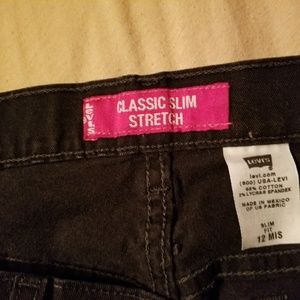 LEVI'S
CLASSIC SLIM
STRETCH
LEVI'S
levi.com
(800) USA-LEVI
98% COTTON
2% LYCRA® SPANDEX
MADE IN MEXICO
OF US FABRIC
SLIM
FIT
12 MIS